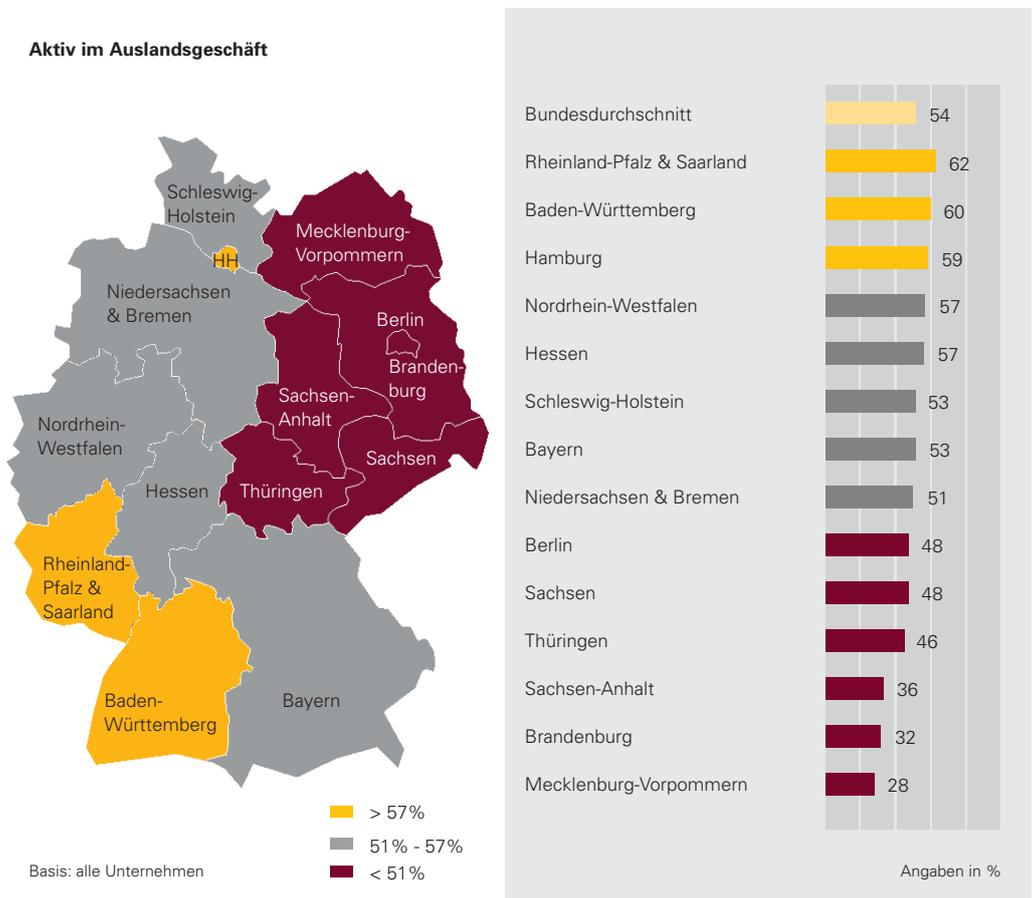 Aktiv im Auslandsgeschäft
Schleswig-
Holstein
Mecklenburg-
Vorpommern
HH
Niedersachsen
& Bremen
Berlin
Branden-
burg
Sachsen-
Anhalt
Nordrhein-
Westfalen
Sachsen
Hessen
Thüringen
Rheinland-
Pfalz &
Saarland
Baden-
Württemberg
Bayern
> 57%
51% - 57%
< 51%
Basis: alle Unternehmen
Bundesdurchschnitt 54
Rheinland-Pfalz & Saarland 62
Baden-Württemberg 60
Hamburg 59
Nordrhein-Westfalen 57
Hessen 57
Schleswig-Holstein 53
Bayern 53
Niedersachsen & Bremen 51
Berlin 48
Sachsen 48
Thüringen 46
Sachsen-Anhalt 36
Brandenburg 32
Mecklenburg-Vorpommern 28
Angaben in %